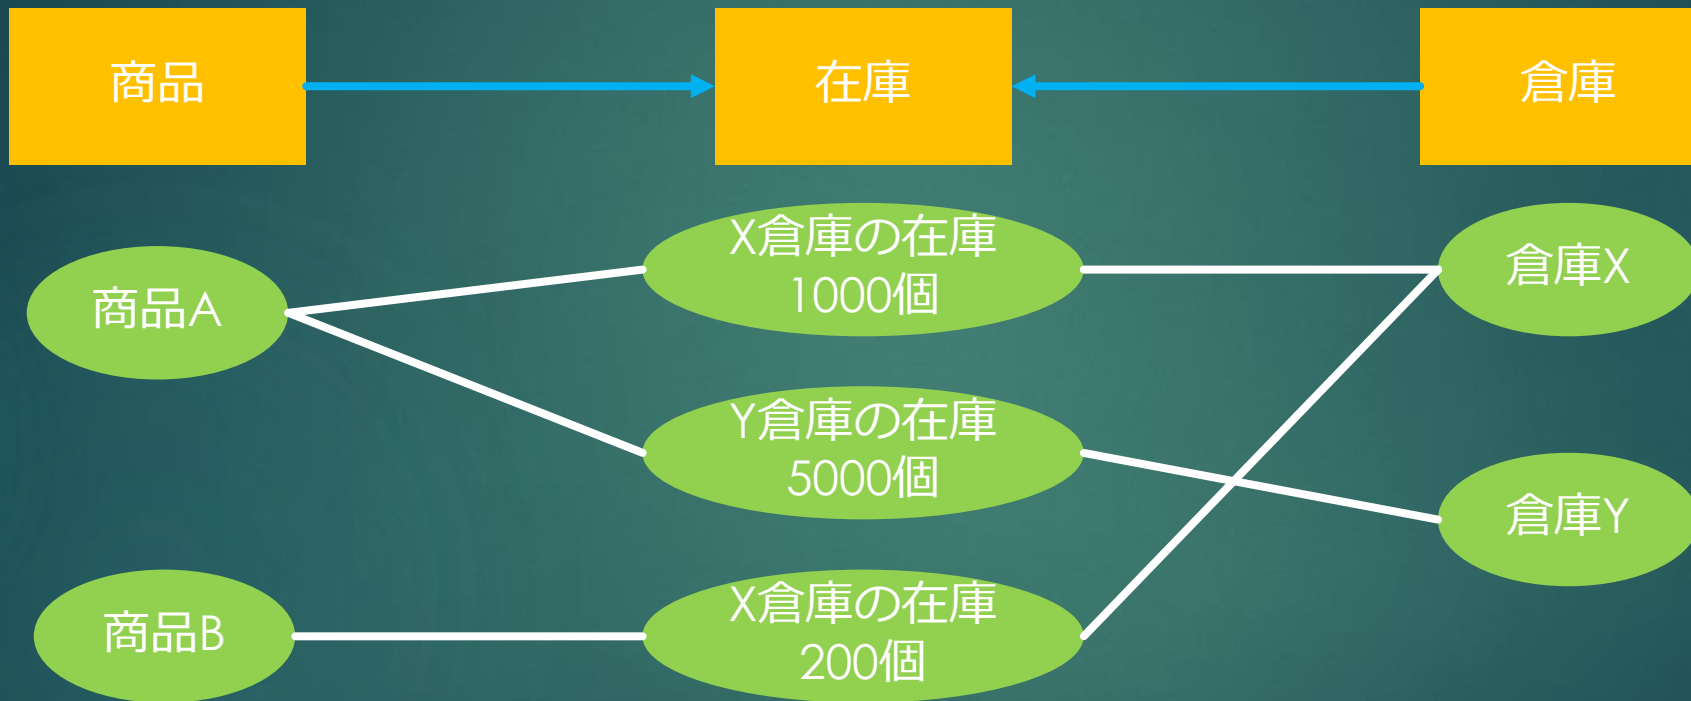 商品
在庫
倉庫
X倉庫の在庫
1000個
倉庫X
商品A
Y倉庫の在庫
5000個
倉庫Y
商品B
X倉庫の在庫
200個